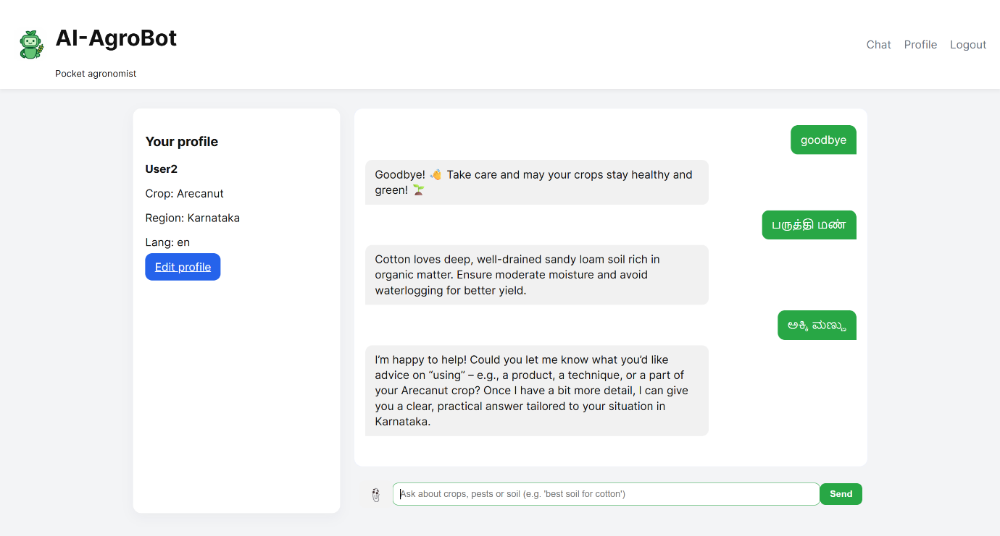 AI-AgroBot
Pocket agronomist
Chat Profile Logout
Your profile
User2
Crop: Arecanut
Region: Karnataka
Lang: en
Edit profile
goodbye
Goodbye! 👋 Take care and may your crops stay healthy and
green! 🌱
பருத்தி மண்
Cotton loves deep, well-drained sandy loam soil rich in
organic matter. Ensure moderate moisture and avoid
waterlogging for better yield.
ಅಕ್ಕಿ ಮಣ್ಣು
I’m happy to help! Could you let me know what you’d like
advice on “using” – e.g., a product, a technique, or a part of
your Arecanut crop? Once I have a bit more detail, I can give
you a clear, practical answer tailored to your situation in
Karnataka.
Ask about crops, pests or soil (e.g. 'best soil for cotton')
Send